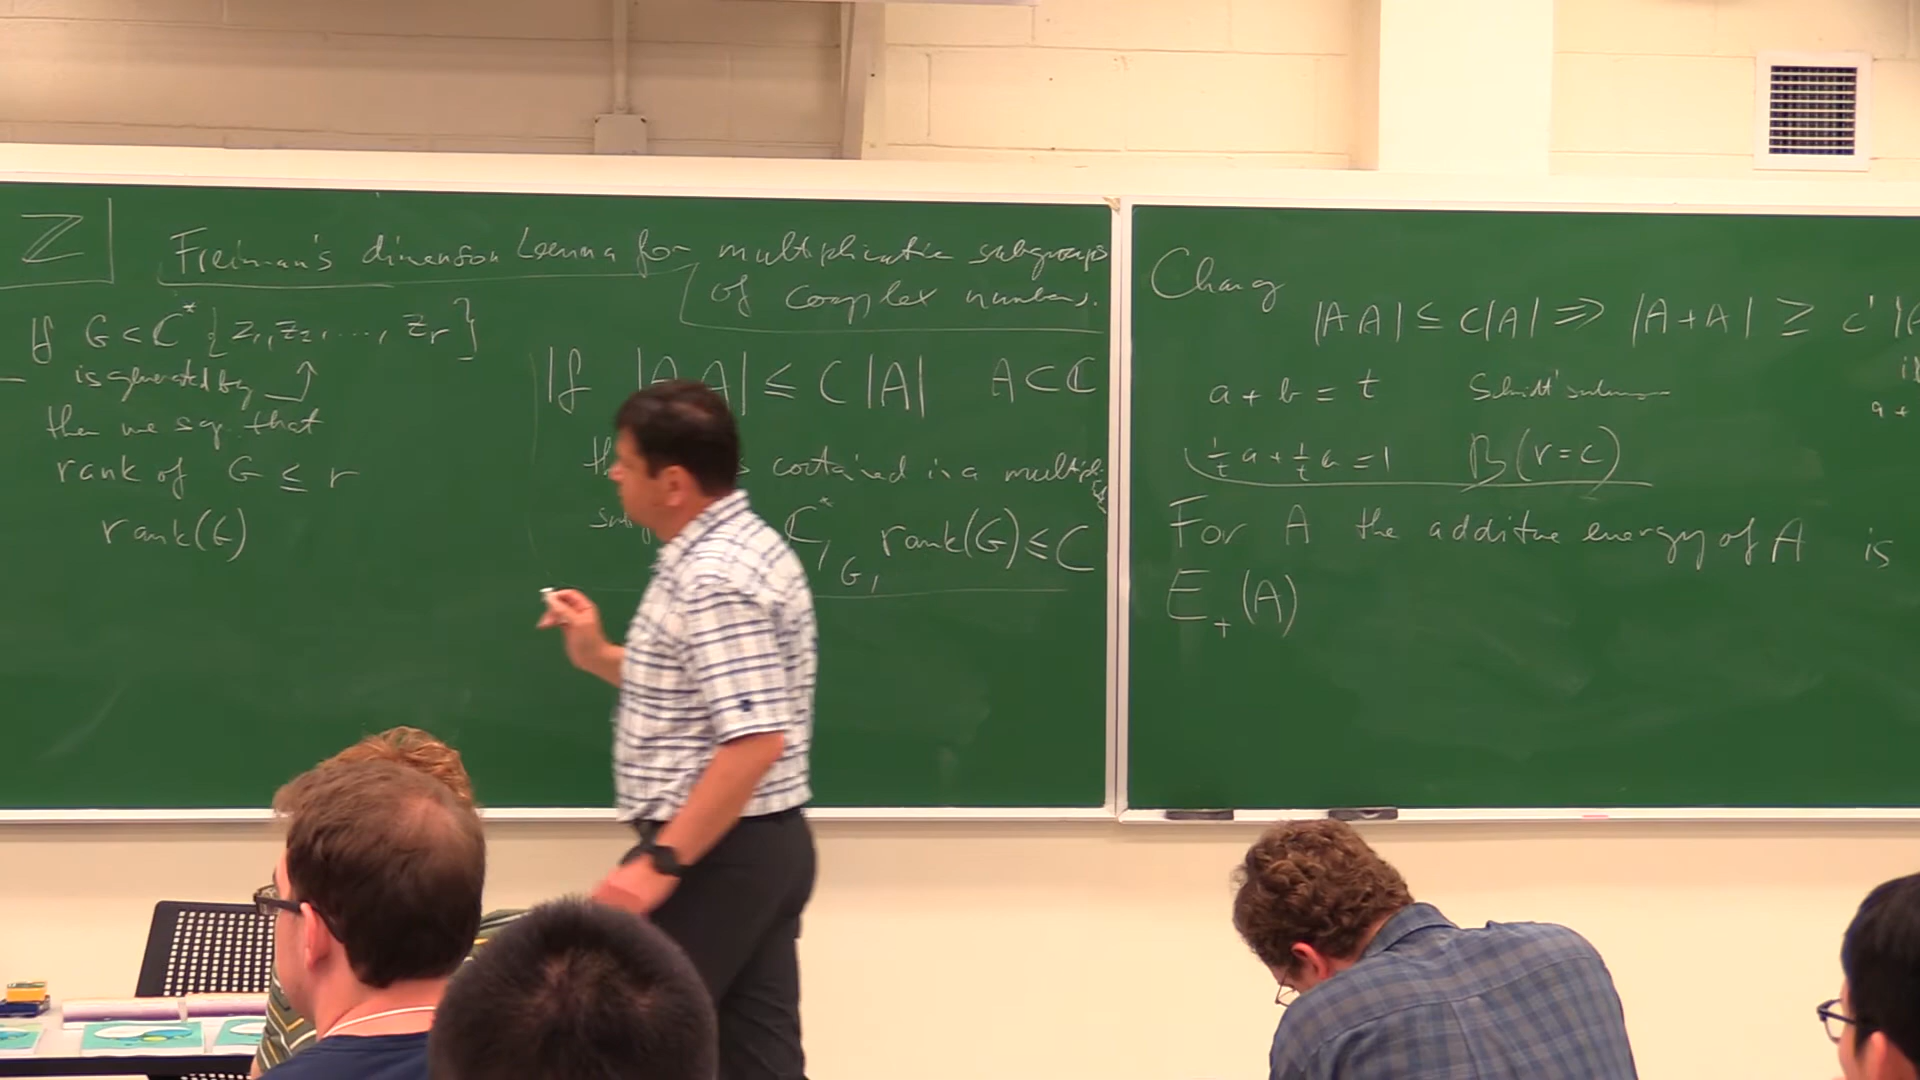 ℤ
Freiman's dimension Lemma for multiplicative subgroups
of complex numbers.
If G < ℂ* {z₁, z₂, ..., z_r}
is generated by
then we say that
rank of G ≤ r
rank(G)
If |AA| ≤ C|A| A ⊂ ℂ
contained in a multipl
ℂ*, G, rank(G) ≤ C
Chang
|AA| ≤ C|A| ⇒ |A+A| ≥ c'
a + b = t
1/t a + 1/t b = 1 B(r=c)
For A the additive energy of A is
E₊(A)